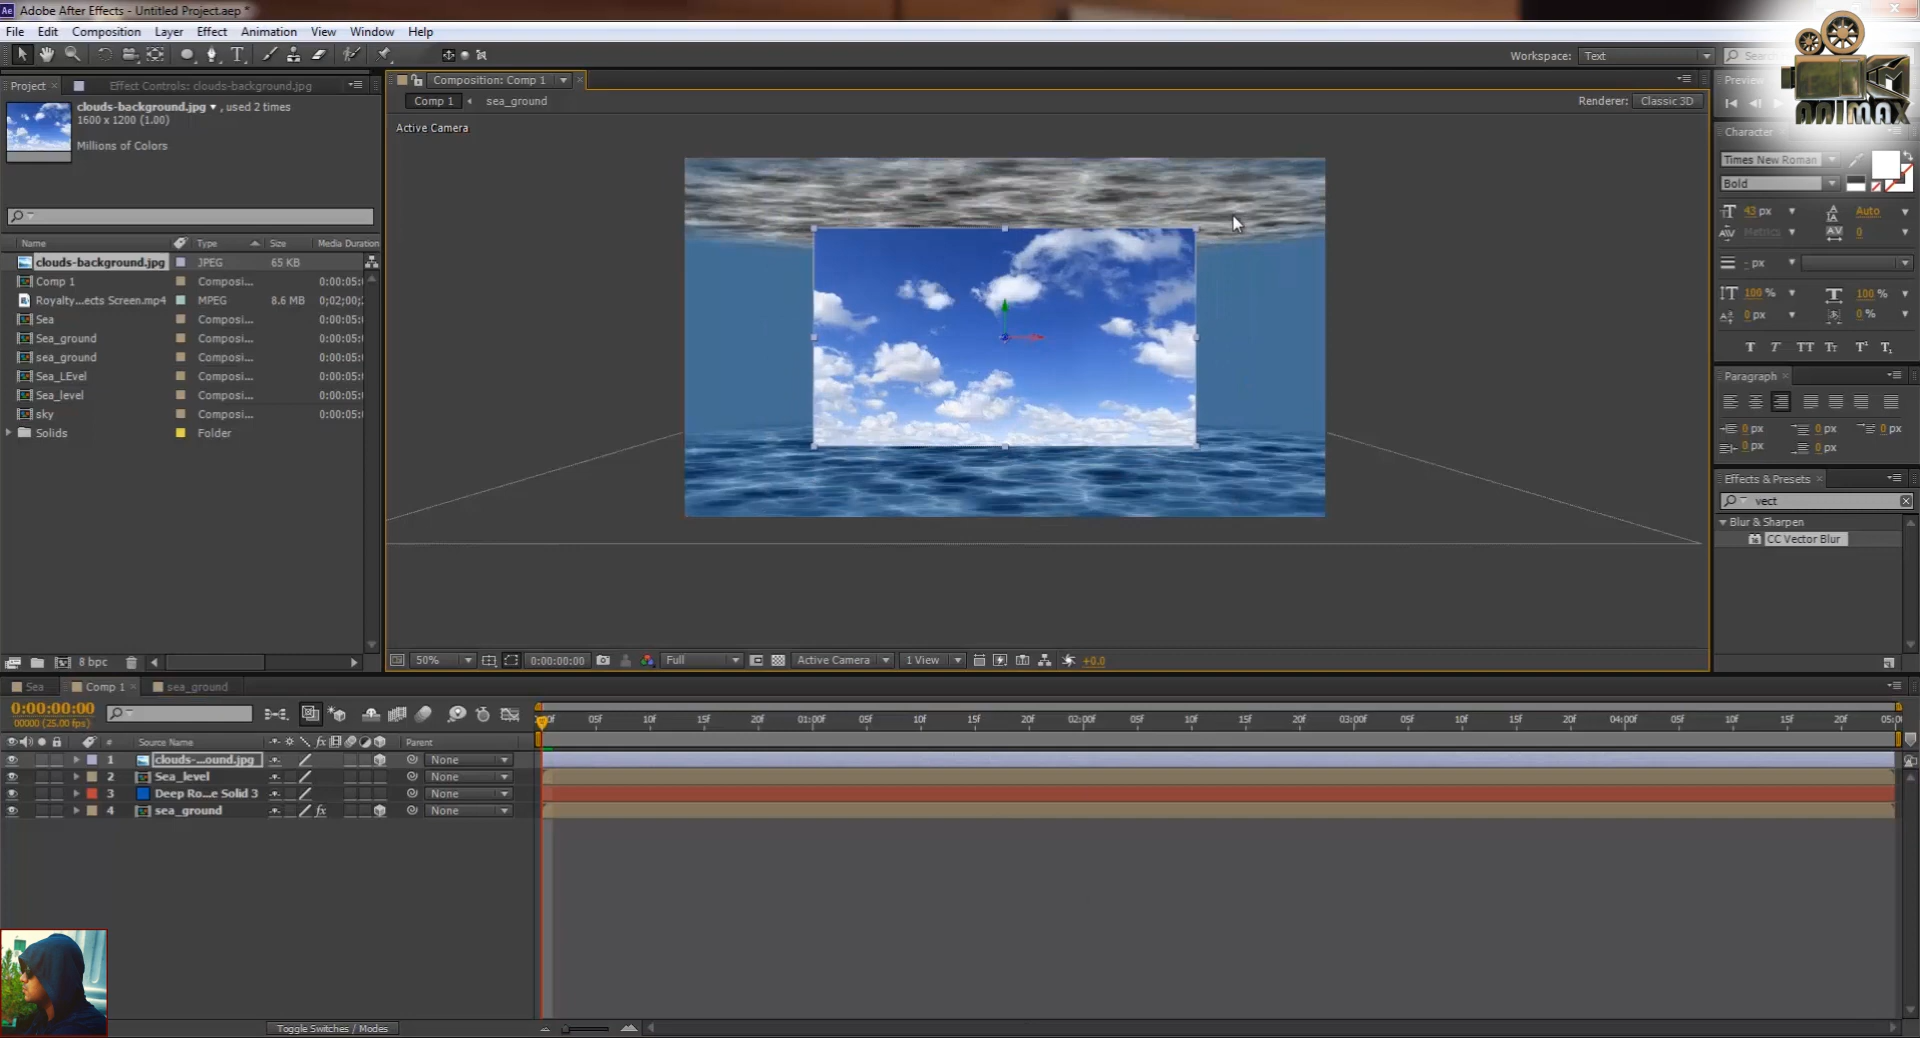 Adobe After Effects - Untitled Project.aep *
File Edit Composition Layer Effect Animation View Window Help
Workspace: Text
Project Effect Controls: clouds-background.jpg
clouds-background.jpg ▾ , used 2 times
1600 x 1200 (1.00)
Millions of Colors
Name Type Size Media Duration
clouds-background.jpg JPEG 65 KB
Comp 1 Composi... 0:00:05:
Royalty...ects Screen.mp4 MPEG 8.6 MB 0;02;00;
Sea Composi... 0:00:05:
Sea_ground Composi... 0:00:05:
sea_ground Composi... 0:00:05:
Sea_LEvel Composi... 0:00:05:
Sea_level Composi... 0:00:05:
sky Composi... 0:00:05:
Solids Folder
8 bpc
Composition: Comp 1
Comp 1 sea_ground
Renderer: Classic 3D
Active Camera
50% 0:00:00:00 Full Active Camera 1 View +0.0
Preview
ANIMAX
Character
Times New Roman
Bold
43 px Auto
Metrics 0
- px
100 % 100 %
0 px 0 %
T T TT Tt T¹ T₁
Paragraph
0 px 0 px 0 px
0 px 0 px
Effects & Presets
vect
Blur & Sharpen
CC Vector Blur
Sea Comp 1 sea_ground
0:00:00:00
00000 (25.00 fps)
05f 10f 15f 20f 01:00f 05f 10f 15f 20f 02:00f 05f 10f 15f 20f 03:00f 05f 10f 15f 20f 04:00f 05f 10f 15f 20f
# Source Name Parent
1 clouds-...ound.jpg None
2 Sea_level None
3 Deep Ro...e Solid 3 None
4 sea_ground fx None
Toggle Switches / Modes